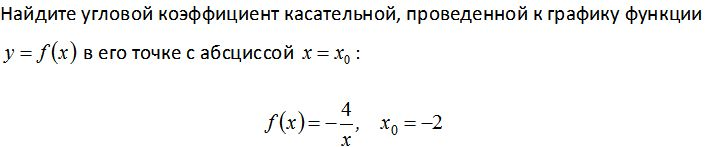 Найдите угловой коэффициент касательной, проведенной к графику функции
y = f(x) в его точке с абсциссой x = x₀ :
f(x) = −4/x, x₀ = −2